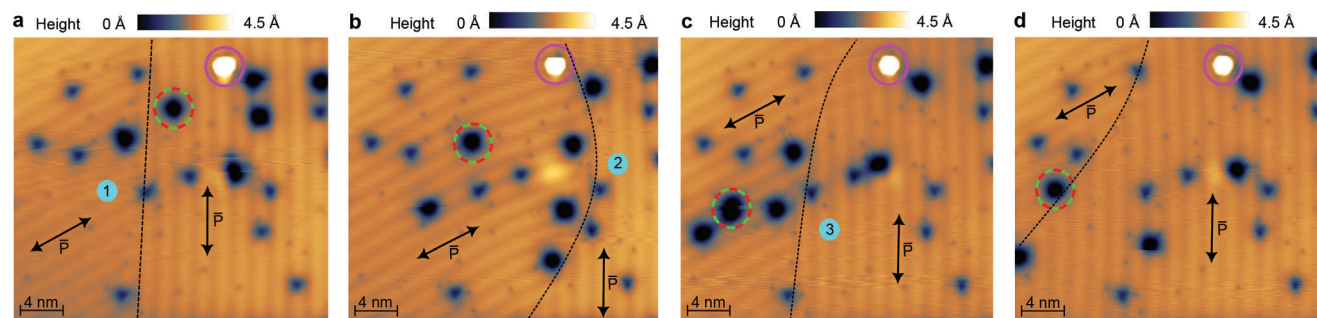 a Height 0 Å 4.5 Å
b Height 0 Å 4.5 Å
c Height 0 Å 4.5 Å
d Height 0 Å 4.5 Å
1
P̅
P̅
4 nm
2
P̅
P̅
4 nm
P̅
3
P̅
4 nm
P̅
P̅
4 nm